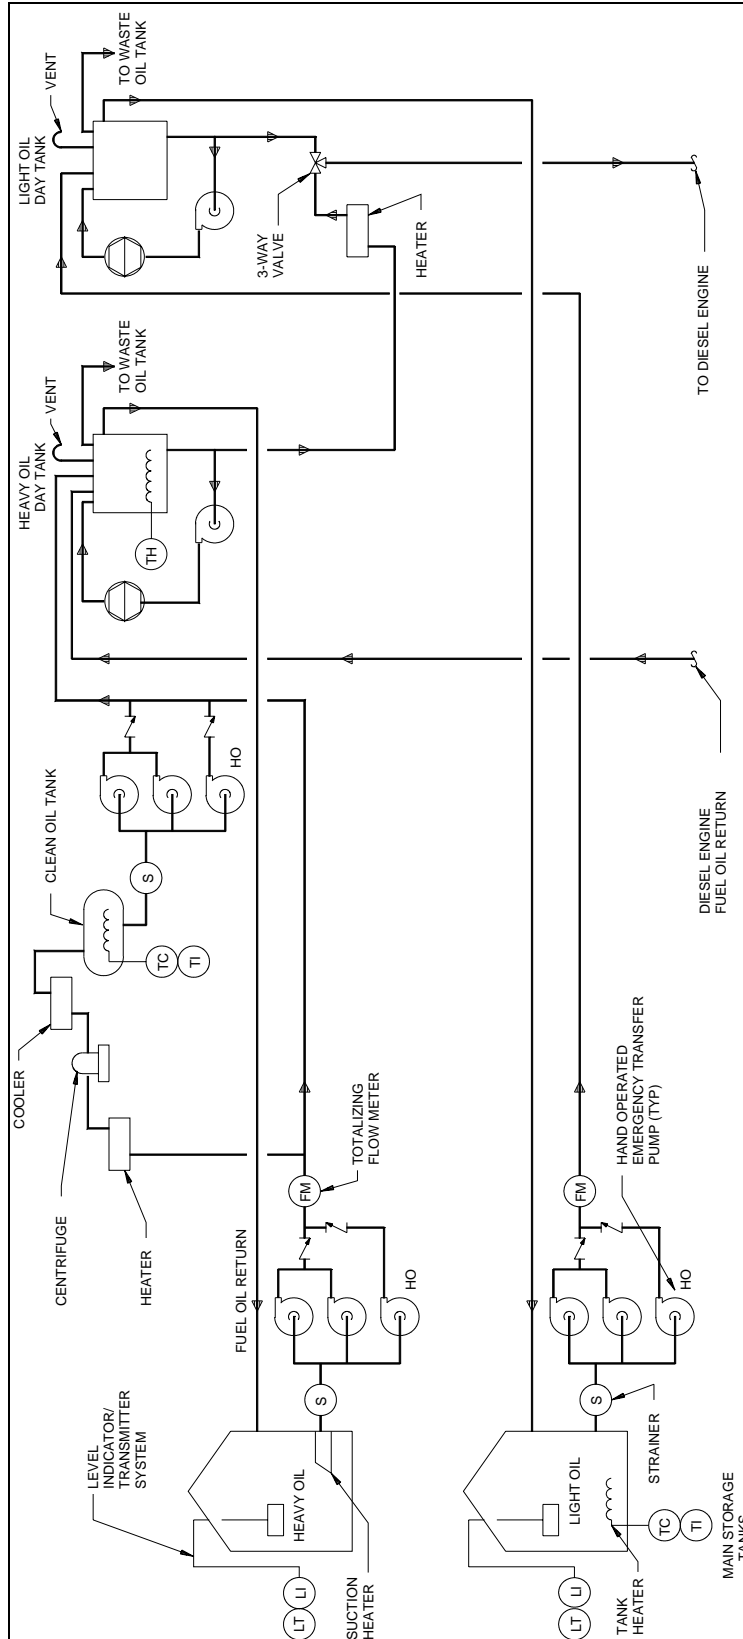 LIGHT OIL
DAY TANK
VENT
TO WASTE
OIL TANK
3-WAY
VALVE
HEATER
TO DIESEL ENGINE
HEAVY OIL
DAY TANK
VENT
TO WASTE
OIL TANK
TH
DIESEL ENGINE
FUEL OIL RETURN
CLEAN OIL TANK
HO
S
TC
TI
COOLER
CENTRIFUGE
HEATER
FUEL OIL RETURN
FM
TOTALIZING
FLOW METER
HO
S
LEVEL
INDICATOR/
TRANSMITTER
SYSTEM
HEAVY OIL
LT
LI
SUCTION
HEATER
FM
HAND OPERATED
EMERGENCY TRANSFER
PUMP (TYP)
HO
S
STRAINER
LIGHT OIL
LT
LI
TANK
HEATER
TC
TI
MAIN STORAGE
TANKS